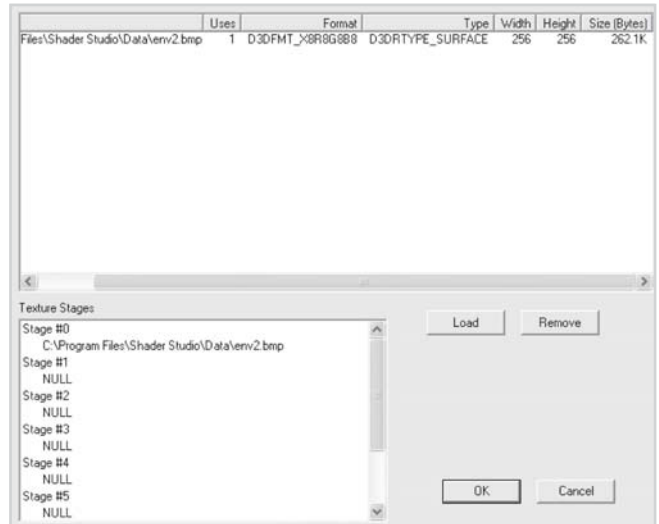 Uses Format Type Width Height Size (Bytes)
Files\Shader Studio\Data\env2.bmp 1 D3DFMT_X8R8G8B8 D3DRTYPE_SURFACE 256 256 262.1K
Texture Stages
Stage #0
C:\Program Files\Shader Studio\Data\env2.bmp
Stage #1
NULL
Stage #2
NULL
Stage #3
NULL
Stage #4
NULL
Stage #5
NULL
Load Remove
OK Cancel